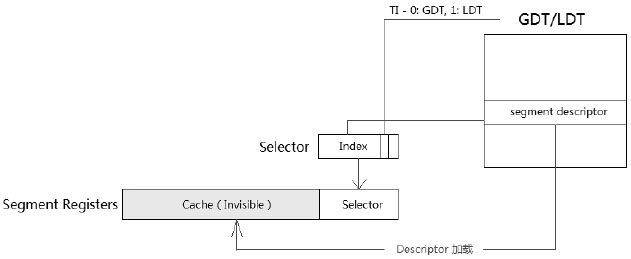 TI - 0: GDT, 1: LDT
GDT/LDT
segment descriptor
Selector
Index
Segment Registers
Cache ( Invisible )
Selector
Descriptor 加载